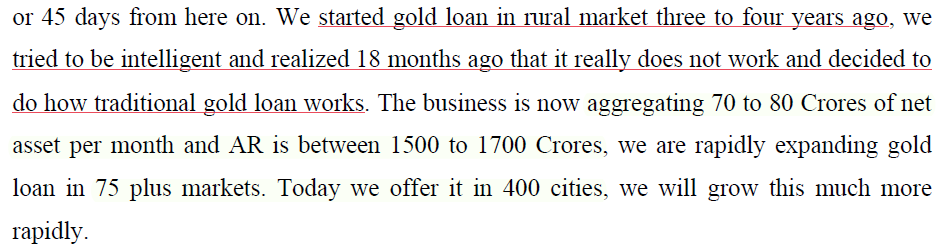 or 45 days from here on. We started gold loan in rural market three to four years ago, we
tried to be intelligent and realized 18 months ago that it really does not work and decided to
do how traditional gold loan works. The business is now aggregating 70 to 80 Crores of net
asset per month and AR is between 1500 to 1700 Crores, we are rapidly expanding gold
loan in 75 plus markets. Today we offer it in 400 cities, we will grow this much more
rapidly.